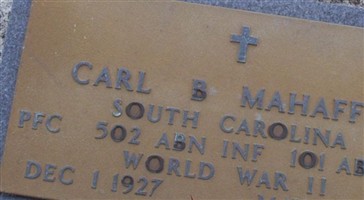 CARL B MAHAFF
SOUTH CAROLINA
PFC 502 ABN INF 101 AB
WORLD WAR II
DEC 1 1927